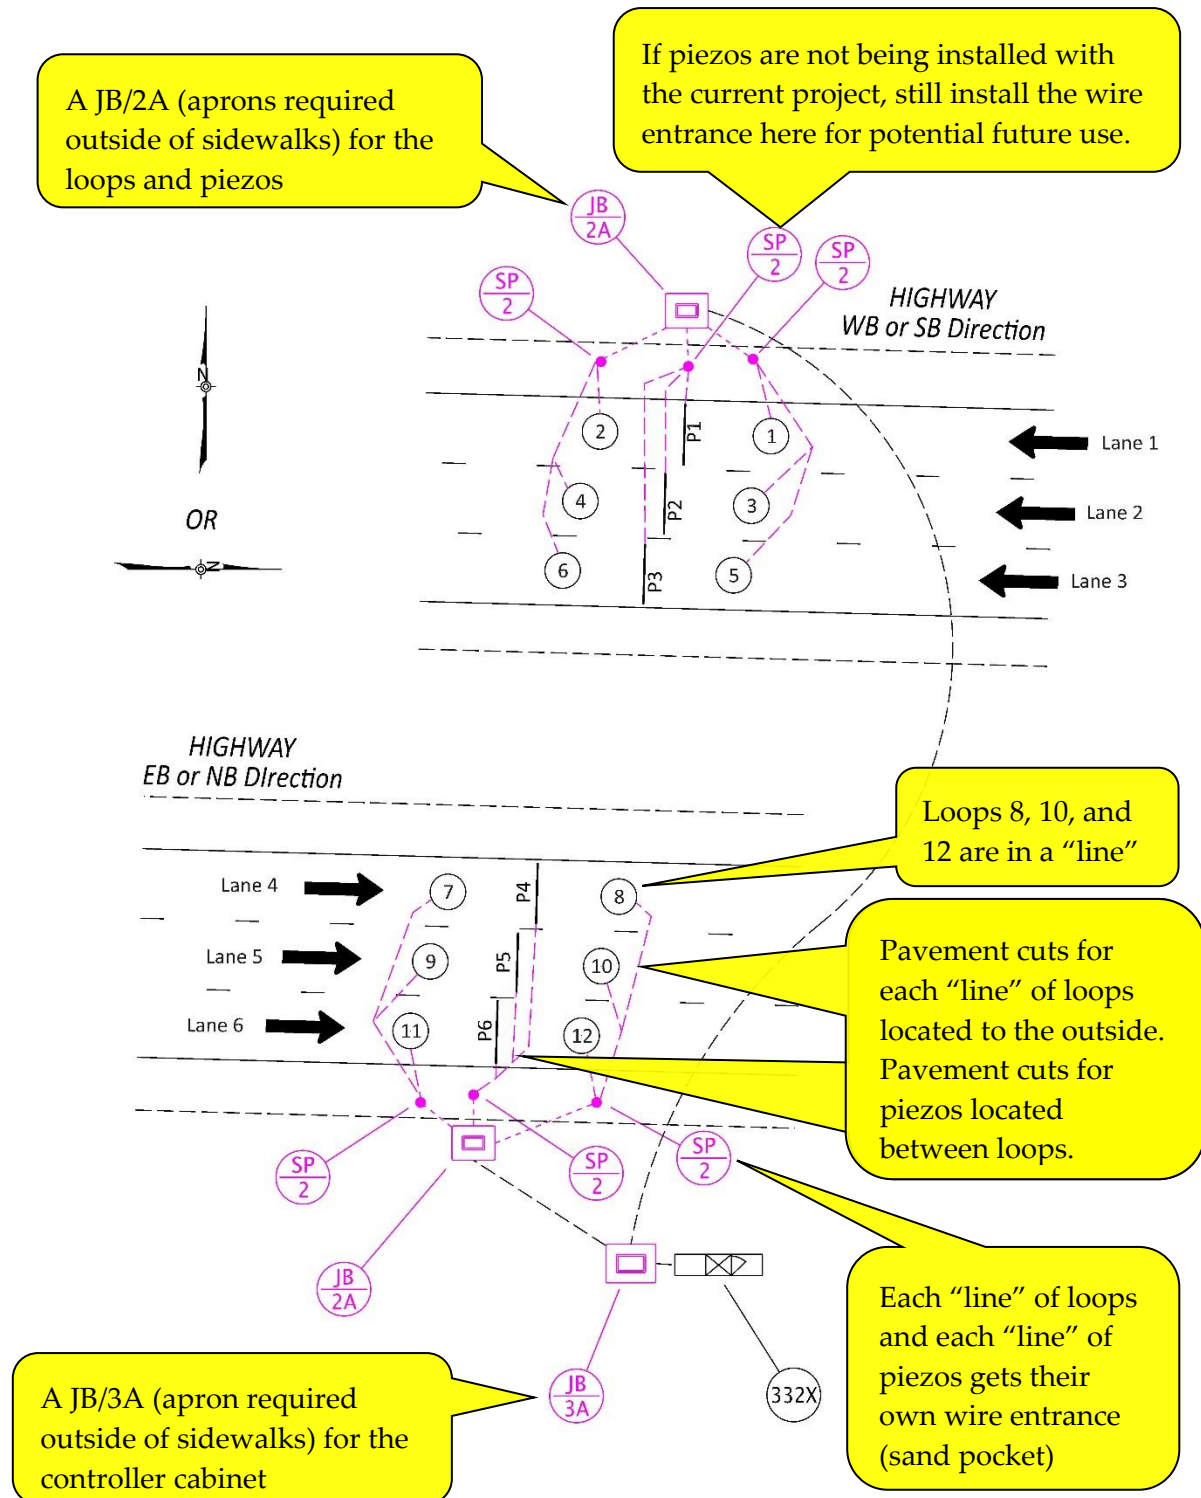 If piezos are not being installed with
the current project, still install the wire
entrance here for potential future use.
A JB/2A (aprons required
outside of sidewalks) for the
loops and piezos
JB
2A
SP
2
SP
2
SP
2
HIGHWAY
WB or SB Direction
N
OR
N
2
P1
1
Lane 1
4
P2
3
Lane 2
6
P3
5
Lane 3
HIGHWAY
EB or NB DIrection
Loops 8, 10, and
12 are in a “line”
Lane 4
7
P4
8
Lane 5
9
P5
10
Lane 6
11
P6
12
Pavement cuts for
each “line” of loops
located to the outside.
Pavement cuts for
piezos located
between loops.
SP
2
SP
2
SP
2
JB
2A
JB
3A
332X
Each “line” of loops
and each “line” of
piezos gets their
own wire entrance
(sand pocket)
A JB/3A (apron required
outside of sidewalks) for the
controller cabinet